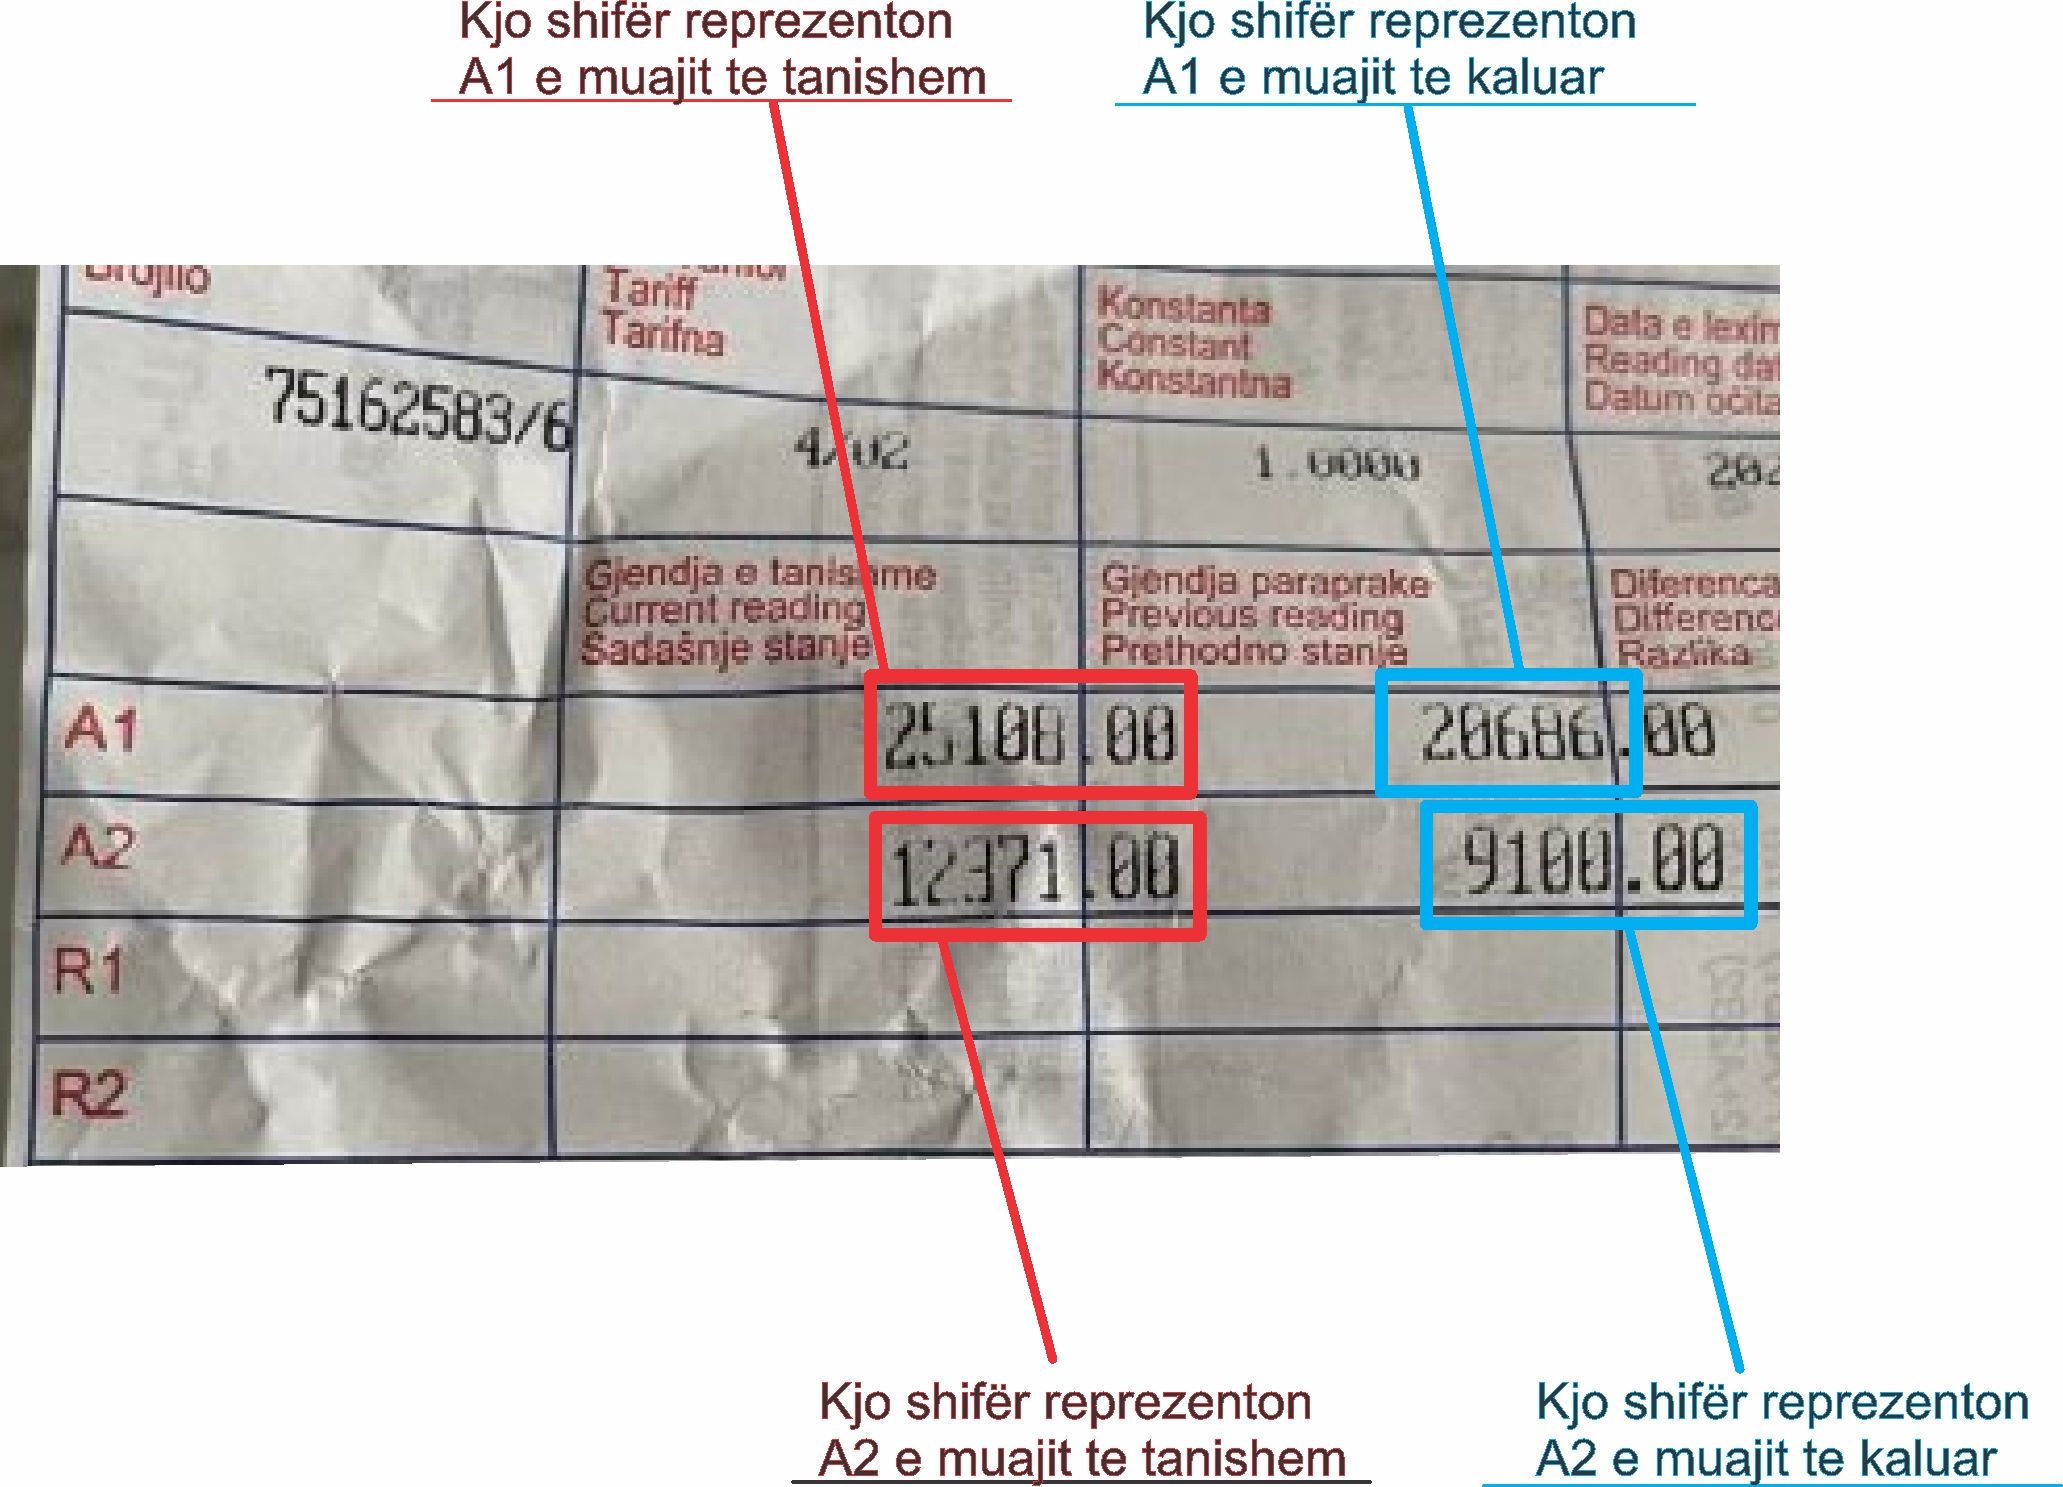 Kjo shifër reprezenton
A1 e muajit te tanishem
Kjo shifër reprezenton
A1 e muajit te kaluar
Tariff
Tarifna
Konstanta
Constant
Konstantna
Data e lexim
Reading dat
Datum očita
75162583/6
4/02
1.0000
202
Gjendja e tanishme
Current reading
Sadašnje stanje
Gjendja paraprake
Previous reading
Prethodno stanje
Diferenca
Differenc
Razlika
A1
25108.00
20686.00
A2
12371.00
9100.00
R1
R2
Kjo shifër reprezenton
A2 e muajit te tanishem
Kjo shifër reprezenton
A2 e muajit te kaluar